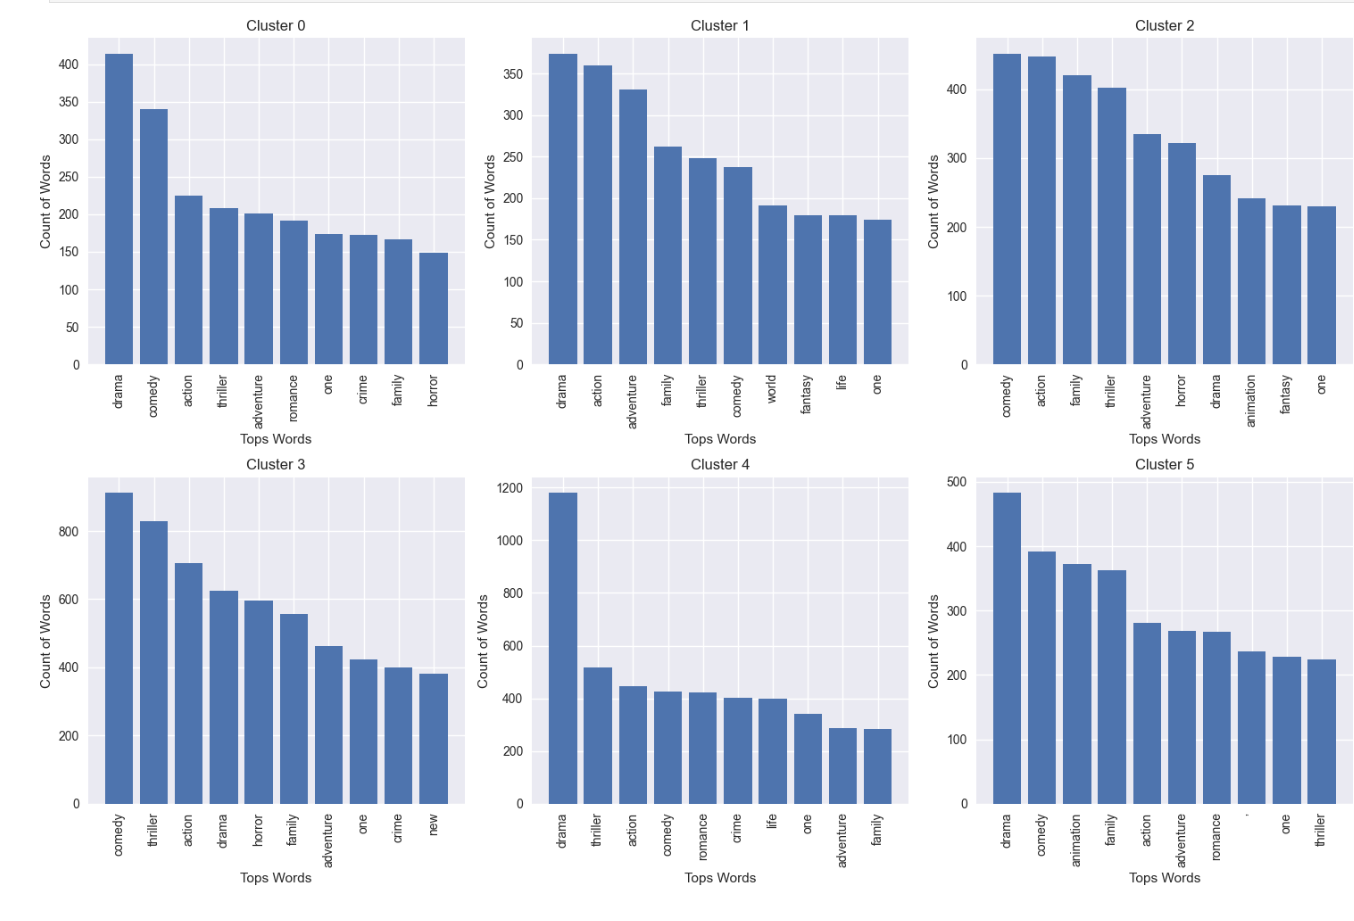 Cluster 0
400
350
300
250
200
150
100
50
0
Count of Words
drama
comedy
action
thriller
adventure
romance
one
crime
family
horror
Tops Words
Cluster 1
350
300
250
200
150
100
50
0
Count of Words
drama
action
adventure
family
thriller
comedy
world
fantasy
life
one
Tops Words
Cluster 2
400
300
200
100
0
Count of Words
comedy
action
family
thriller
adventure
horror
drama
animation
fantasy
one
Tops Words
Cluster 3
800
600
400
200
0
Count of Words
comedy
thriller
action
drama
horror
family
adventure
one
crime
new
Tops Words
Cluster 4
1200
1000
800
600
400
200
0
Count of Words
drama
thriller
action
comedy
romance
crime
life
one
adventure
family
Tops Words
Cluster 5
500
400
300
200
100
0
Count of Words
drama
comedy
animation
family
action
adventure
romance
'
one
thriller
Tops Words